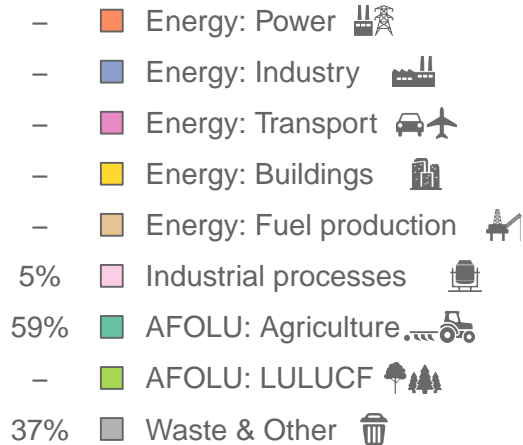 – Energy: Power
– Energy: Industry
– Energy: Transport
– Energy: Buildings
– Energy: Fuel production
5% Industrial processes
59% AFOLU: Agriculture
– AFOLU: LULUCF
37% Waste & Other